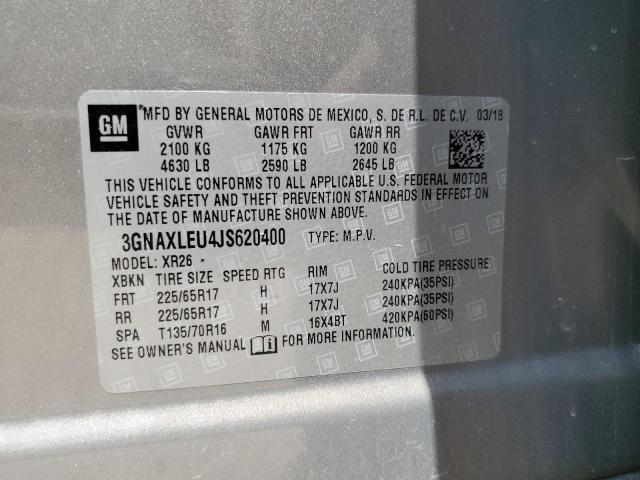 GM
*MFD BY GENERAL MOTORS DE MEXICO, S. DE R.L. DE C.V. 03/18
GVWR GAWR FRT GAWR RR
2100 KG 1175 KG 1200 KG
4630 LB 2590 LB 2645 LB
THIS VEHICLE CONFORMS TO ALL APPLICABLE U.S. FEDERAL MOTOR
VEHICLE SAFETY AND THEFT PREVENTION STANDARDS IN EFFECT ON
THE DATE OF MANUFACTURE SHOWN ABOVE.
3GNAXLEU4JS620400 TYPE: M.P.V.
MODEL: XR26 -
XBKN TIRE SIZE SPEED RTG RIM COLD TIRE PRESSURE
FRT 225/65R17 H 17X7J 240KPA(35PSI)
RR 225/65R17 H 17X7J 240KPA(35PSI)
SPA T135/70R16 M 16X4BT 420KPA(60PSI)
SEE OWNER'S MANUAL FOR MORE INFORMATION.